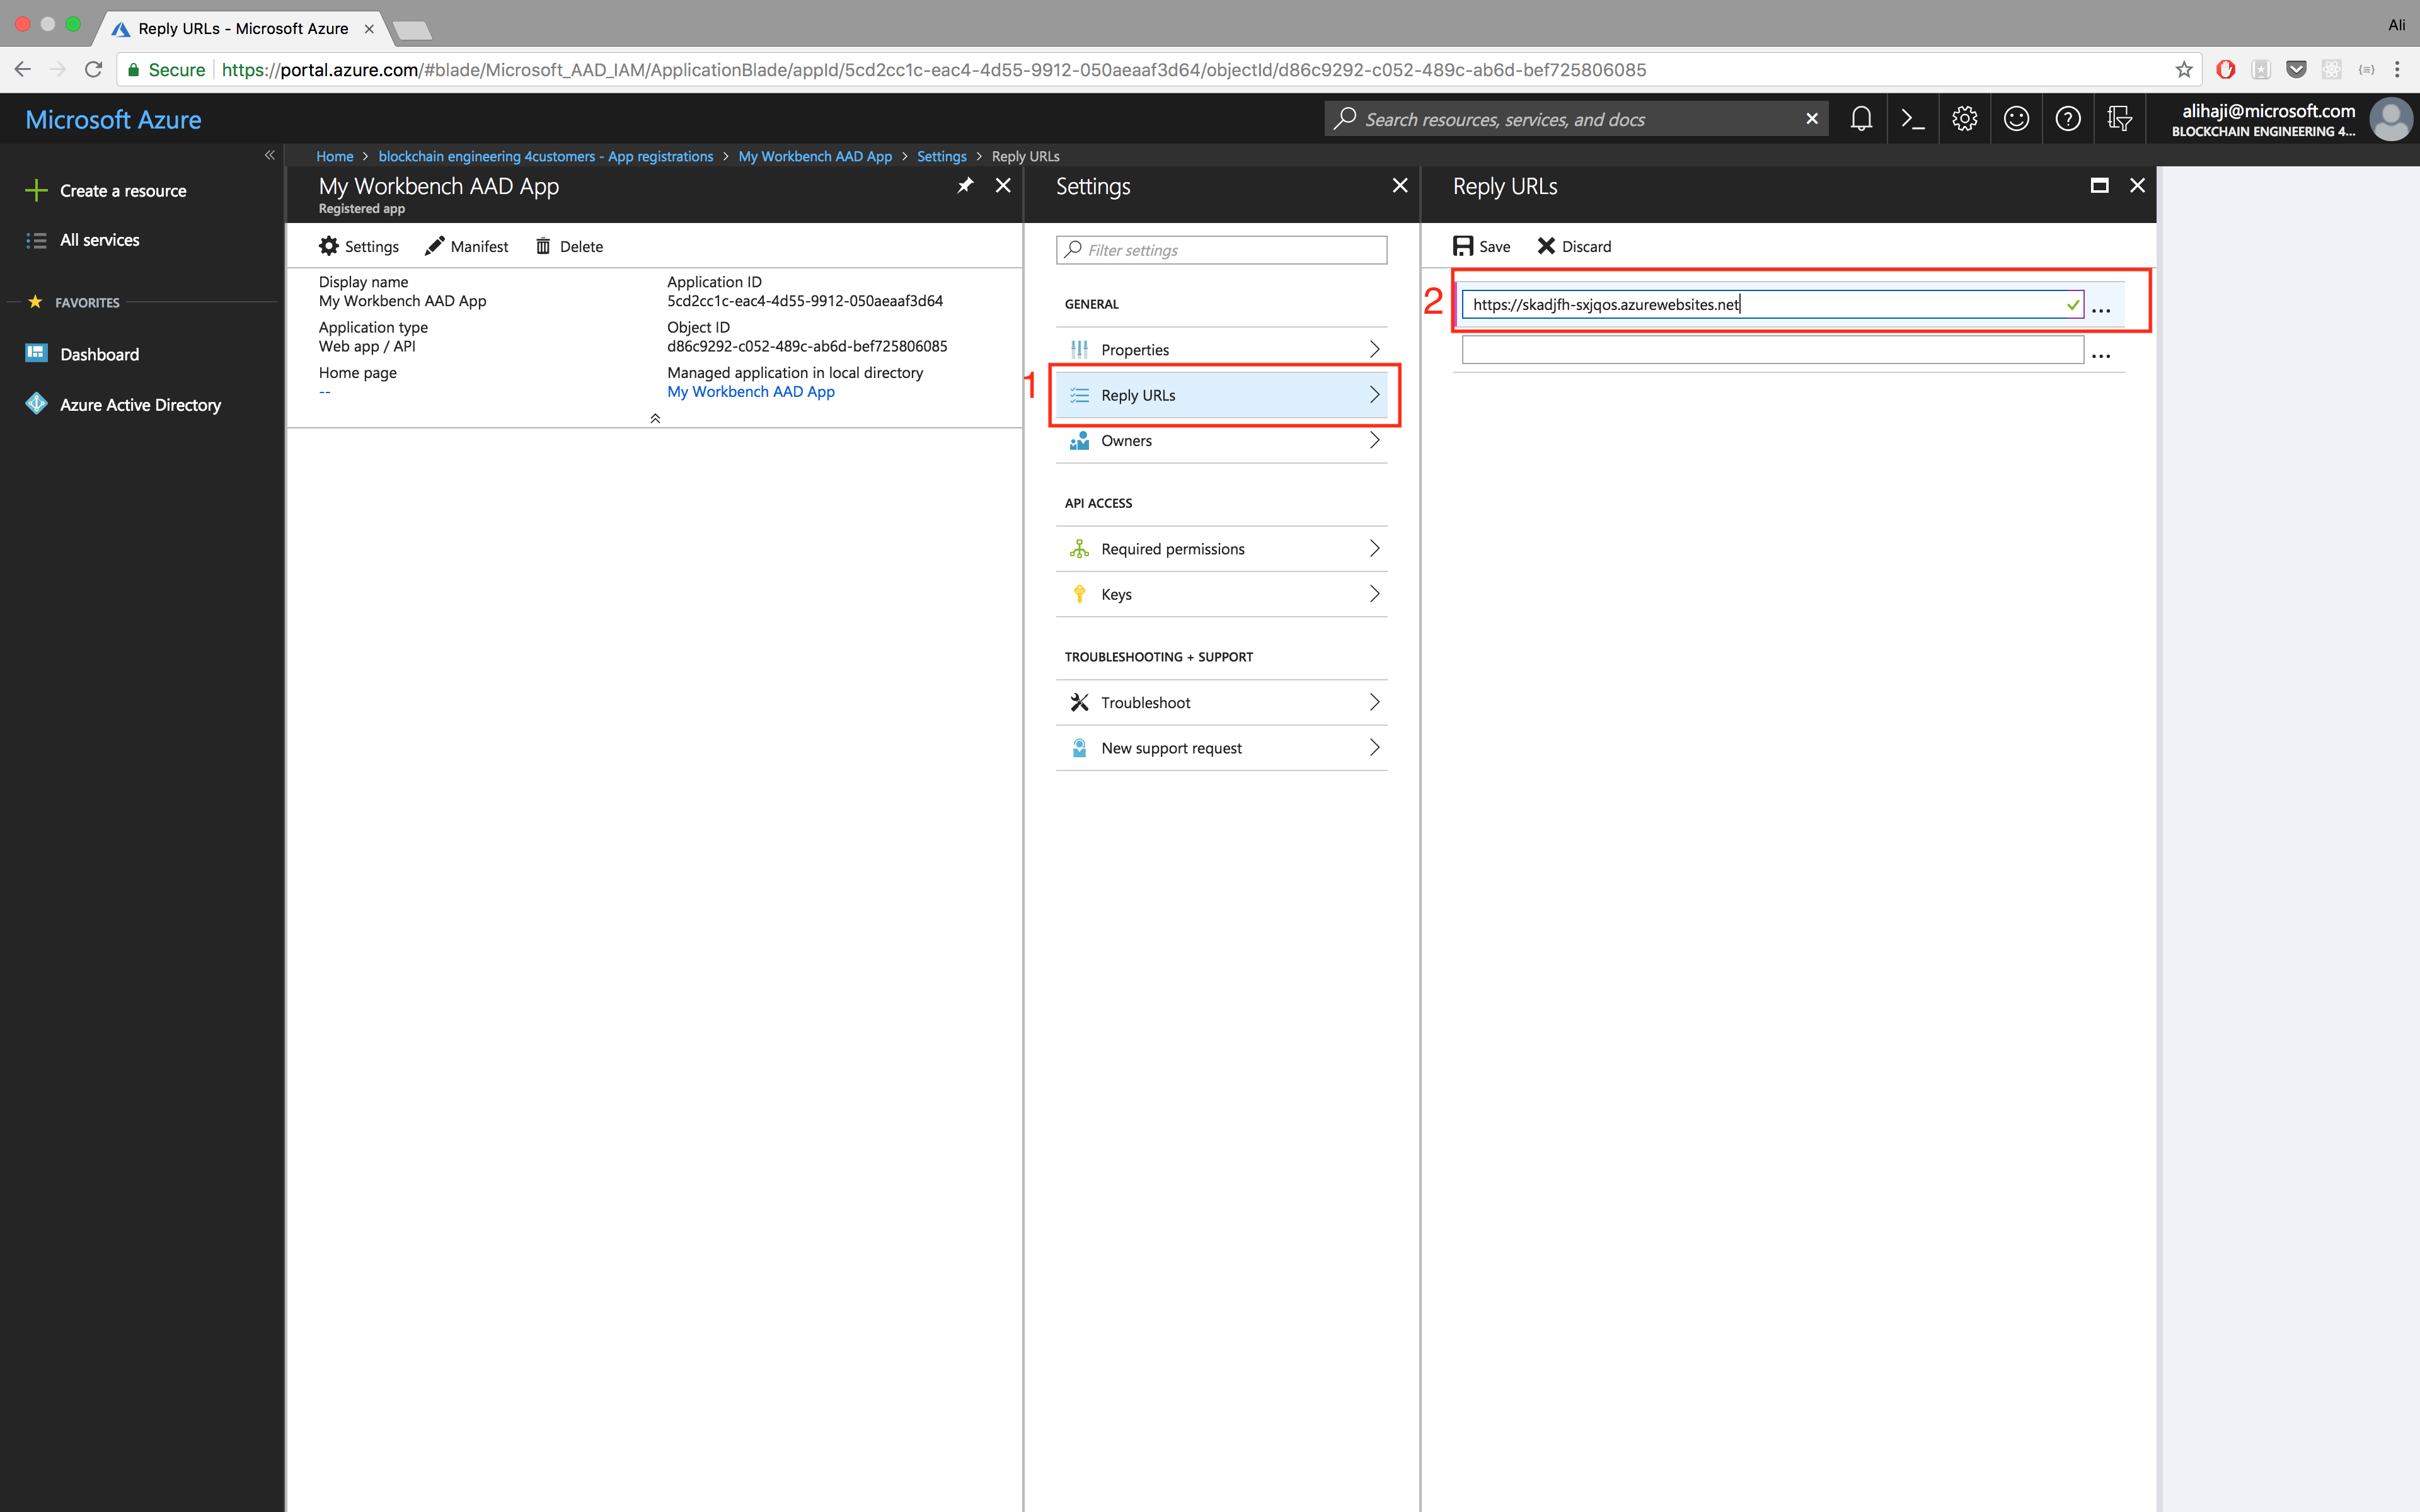 Reply URLs - Microsoft Azure
Ali
Secure https://portal.azure.com/#blade/Microsoft_AAD_IAM/ApplicationBlade/appId/5cd2cc1c-eac4-4d55-9912-050aeaaf3d64/objectId/d86c9292-c052-489c-ab6d-bef725806085
Microsoft Azure
Search resources, services, and docs
alihajji@microsoft.com
BLOCKCHAIN ENGINEERING 4...
Home > blockchain engineering 4customers - App registrations > My Workbench AAD App > Settings > Reply URLs
Create a resource
All services
FAVORITES
Dashboard
Azure Active Directory
My Workbench AAD App
Registered app
Settings Manifest Delete
Display name
My Workbench AAD App
Application type
Web app / API
Home page
--
Application ID
5cd2cc1c-eac4-4d55-9912-050aeaaf3d64
Object ID
d86c9292-c052-489c-ab6d-bef725806085
Managed application in local directory
My Workbench AAD App
Settings
Filter settings
GENERAL
Properties
1
Reply URLs
Owners
API ACCESS
Required permissions
Keys
TROUBLESHOOTING + SUPPORT
Troubleshoot
New support request
Reply URLs
Save Discard
2
https://skadjfh-sxjqos.azurewebsites.net
...
...